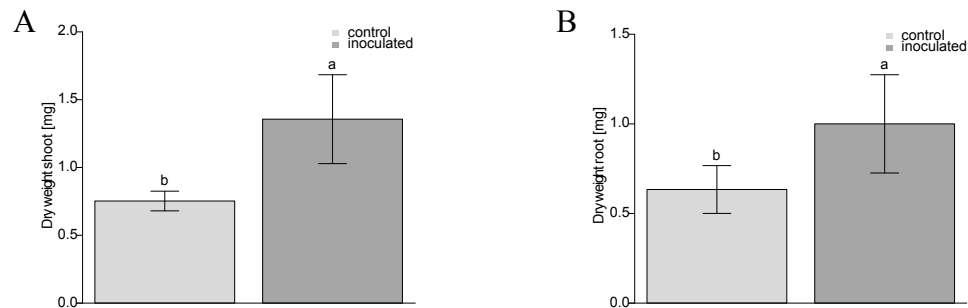 A
2.0
control
inoculated
a
1.5
Dry weight shoot [mg]
1.0
b
0.5
0.0
B
1.5
control
inoculated
a
1.0
Dry weight root [mg]
b
0.5
0.0